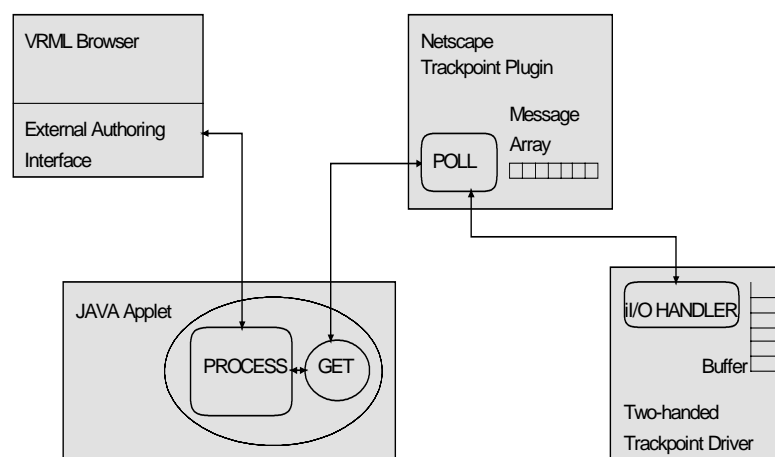 VRML Browser
External Authoring
Interface
Netscape
Trackpoint Plugin
Message
Array
POLL
JAVA Applet
PROCESS
GET
iI/O HANDLER
Buffer
Two-handed
Trackpoint Driver